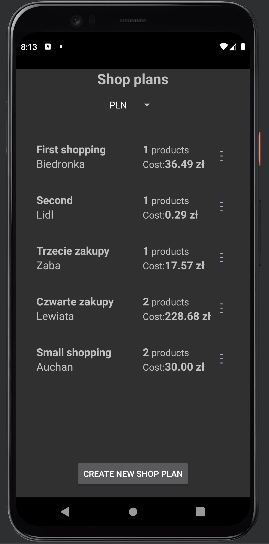 8:13
Shop plans
PLN
First shopping 1 products
Biedronka Cost:36.49 zł
Second 1 products
Lidl Cost:0.29 zł
Trzecie zakupy 1 products
Zaba Cost:17.57 zł
Czwarte zakupy 2 products
Lewiata Cost:228.68 zł
Small shopping 2 products
Auchan Cost:30.00 zł
CREATE NEW SHOP PLAN